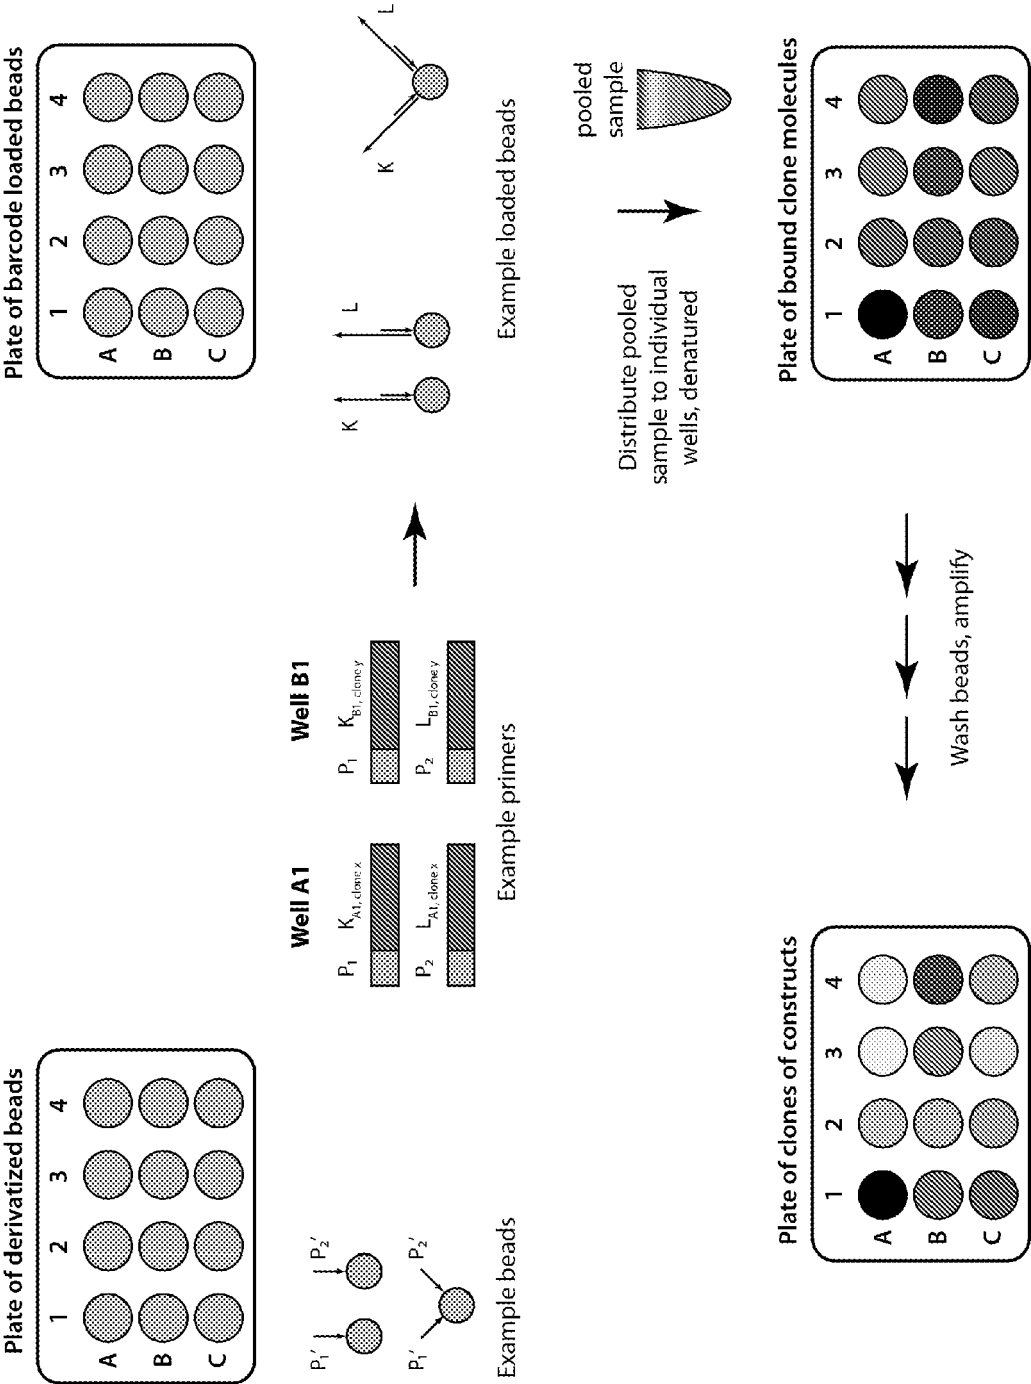 Plate of derivatized beads
1 2 3 4
A
B
C
P1′ P2′
P1′ P2′
Example beads
Well A1
P1 KA1, clone x
P2 LA1, clone x
Well B1
P1 KB1, clone y
P2 LB1, clone y
Example primers
Plate of barcode loaded beads
1 2 3 4
A
B
C
K L
K L
Example loaded beads
Distribute pooled
sample to individual
wells, denatured
pooled
sample
Plate of bound clone molecules
1 2 3 4
A
B
C
Wash beads, amplify
Plate of clones of constructs
1 2 3 4
A
B
C